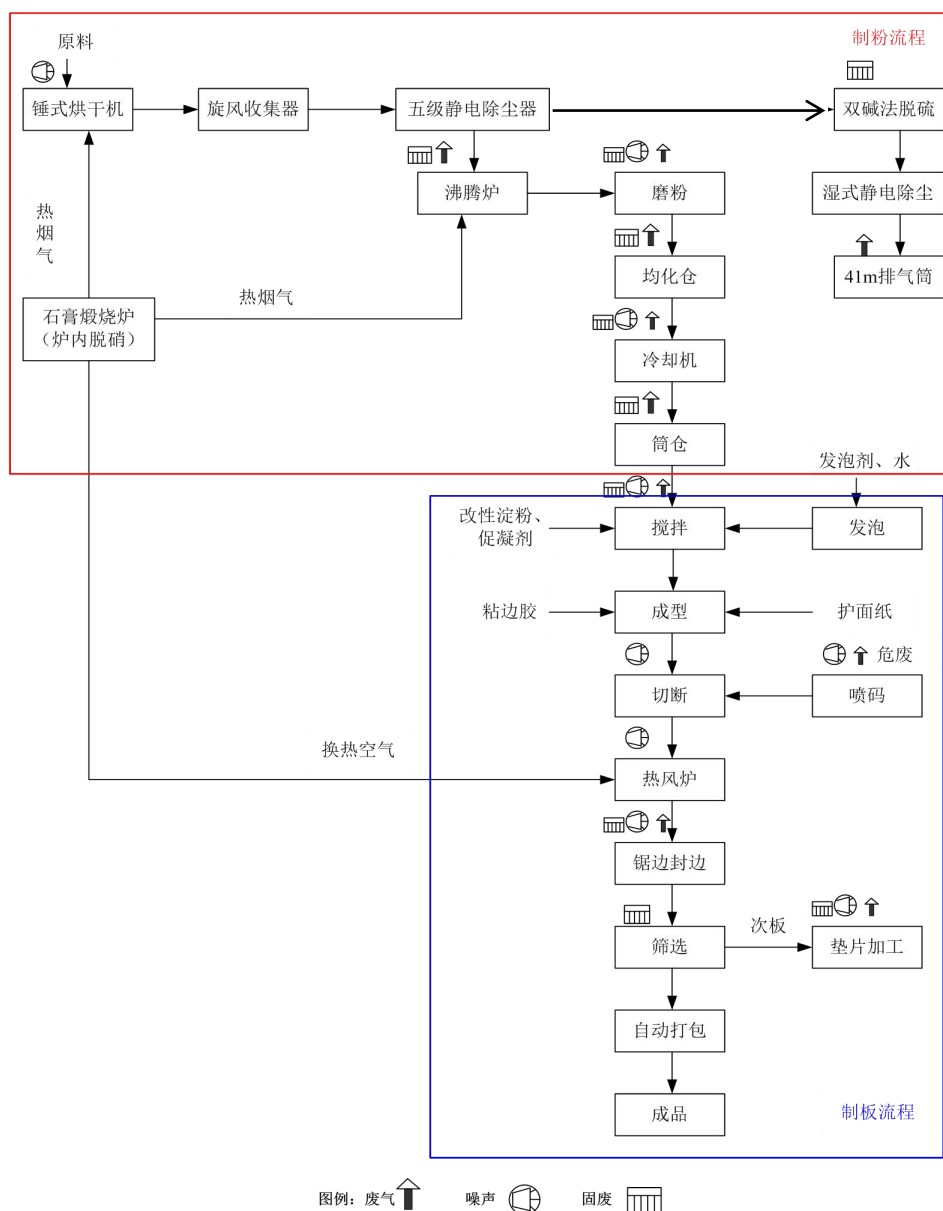 制粉流程
原料
锤式烘干机
旋风收集器
五级静电除尘器
双碱法脱硫
沸腾炉
磨粉
湿式静电除尘
热
烟
气
均化仓
41m排气筒
热烟气
石膏煅烧炉
（炉内脱硝）
冷却机
筒仓
发泡剂、水
改性淀粉、
促凝剂
搅拌
发泡
粘边胶
成型
护面纸
危废
切断
喷码
换热空气
热风炉
锯边封边
次板
筛选
垫片加工
自动打包
成品
制板流程
图例：废气
噪声
固废